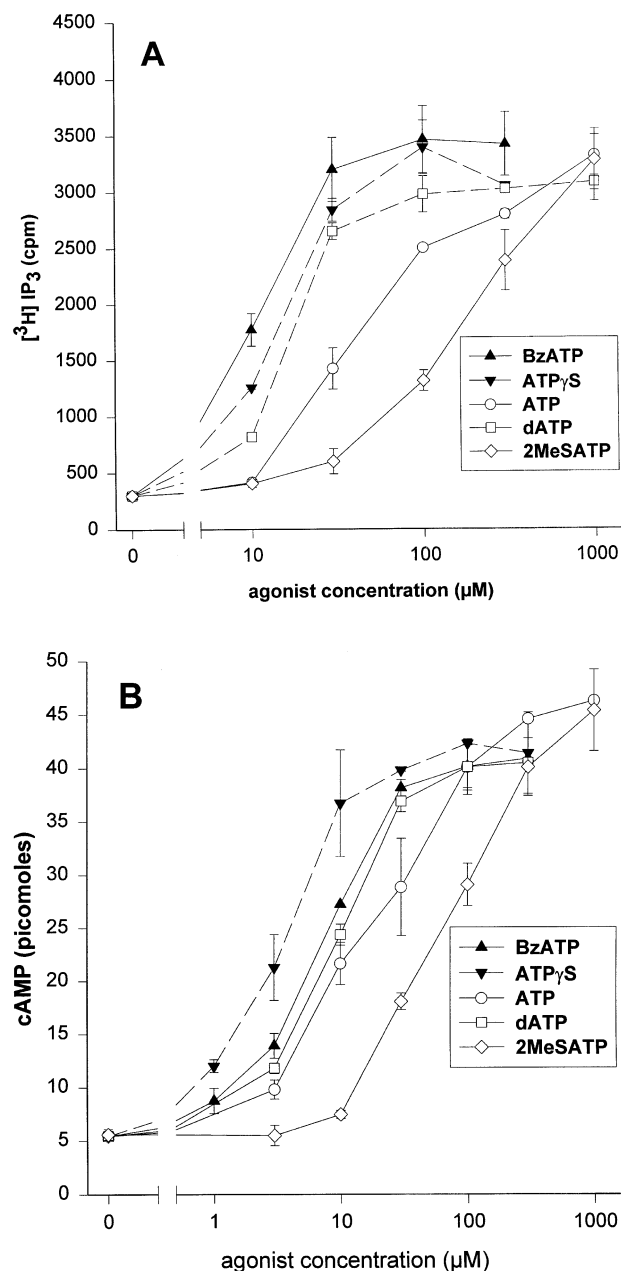 A
4500
4000
3500
3000
2500
2000
1500
1000
500
0
[³H] IP₃ (cpm)
BzATP
ATPγS
ATP
dATP
2MeSATP
0 10 100 1000
agonist concentration (µM)
B
50
45
40
35
30
25
20
15
10
5
0
cAMP (picomoles)
BzATP
ATPγS
ATP
dATP
2MeSATP
0 1 10 100 1000
agonist concentration (µM)